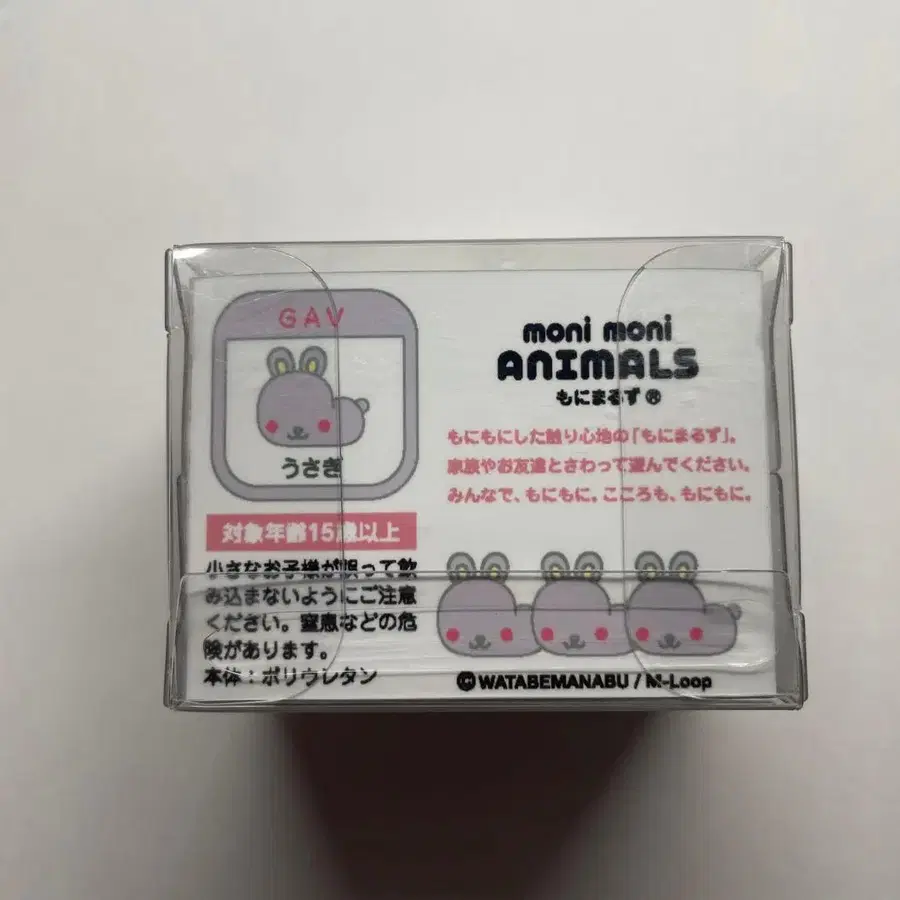 GAV
うさぎ
対象年齢15歳以上
小さなお子様が誤って飲
み込まないようにご注意
ください。窒息などの危
険があります。
本体：ポリウレタン
moni moni
ANIMALS
もにまるず®
もにもにした触り心地の「もにまるず」。
家族やお友達とさわって遊んでください。
みんなで、もにもに。こころも、もにもに。
©WATABEMANABU / M-Loop